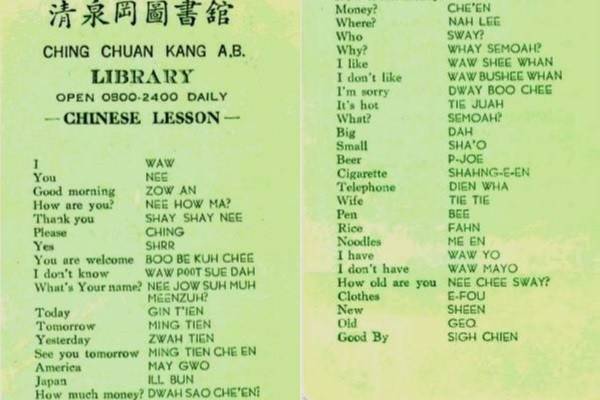 清泉岡圖書舘
CHING CHUAN KANG A.B.
LIBRARY
OPEN 0800-2400 DAILY
— CHINESE LESSON —
I WAW
You NEE
Good morning ZOW AN
How are you? NEE HOW MA?
Thank you SHAY SHAY NEE
Please CHING
Yes SHRR
You are welcome BOO BE KUH CHEE
I don't know WAW POOT SUE DAH
What's Your name? NEE JOW SUH MUH
MEENZUH?
Today GIN T'IEN
Tomorrow MING TIEN
Yesterday ZWAH TIEN
See you tomorrow MING TIEN CHE EN
America MAY GWO
Japan ILL BUN
How much money? DWAH SAO CHE'EN?
Money? CHE'EN
Where? NAH LEE
Who SWAY?
Why? WHAY SEMOAH?
I like WAW SHEE WHAN
I don't like WAW BUSHEE WHAN
I'm sorry DWAY BOO CHEE
It's hot TIE JUAH
What? SEMOAH?
Big DAH
Small SHA'O
Beer P-JOE
Cigarette SHAHNG-E-EN
Telephone DIEN WHA
Wife TIE TIE
Pen BEE
Rice FAHN
Noodles ME EN
I have WAW YO
I don't have WAW MAYO
How old are you NEE CHEE SWAY?
Clothes E-FOU
New SHEEN
Old GEO
Good By SIGH CHIEN